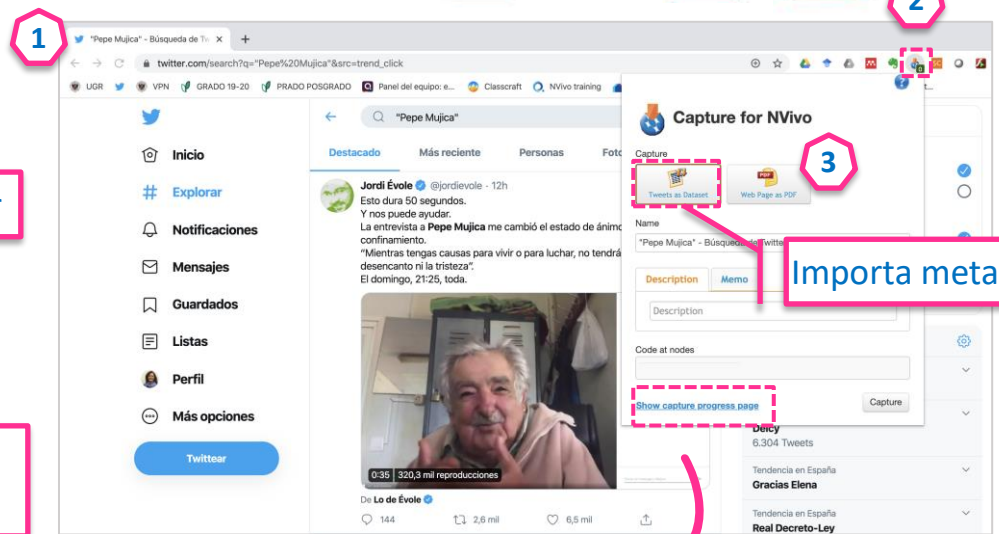 2
1
"Pepe Mujica" - Búsqueda de Tw
twitter.com/search?q="Pepe%20Mujica"&src=trend_click
UGR
VPN
GRADO 19-20
PRADO POSGRADO
Panel del equipo: e...
Classcraft
NVivo training
Inicio
Explorar
Notificaciones
Mensajes
Guardados
Listas
Perfil
Más opciones
Twittear
"Pepe Mujica"
Destacado
Más reciente
Personas
Foto
Jordi Évole @jordievole · 12h
Esto dura 50 segundos.
Y nos puede ayudar.
La entrevista a Pepe Mujica me cambió el estado de ánimo
confinamiento.
"Mientras tengas causas para vivir o para luchar, no tendrá
desencanto ni la tristeza".
El domingo, 21:25, toda.
0:35
320,3 mil reproducciones
De Lo de Évole
144
2,6 mil
6,5 mil
Capture for NVivo
Capture
Tweets as Dataset
PDF
Web Page as PDF
3
Name
"Pepe Mujica" - Búsqueda de Twitte
Importa meta
Description
Memo
Description
Code at nodes
Show capture progress page
Capture
Delcy
6.304 Tweets
Tendencia en España
Gracias Elena
Tendencia en España
Real Decreto-Ley